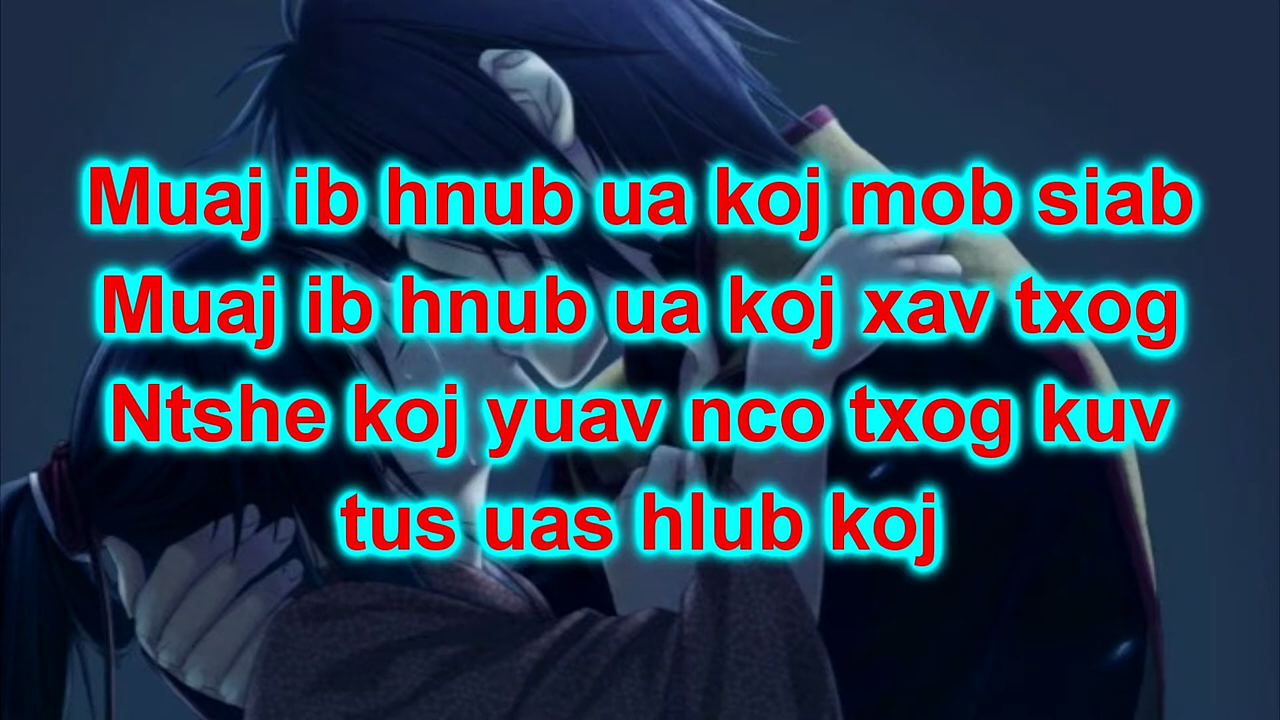 Muaj ib hnub ua koj mob siab
Muaj ib hnub ua koj xav txog
Ntshe koj yuav nco txog kuv
tus uas hlub koj